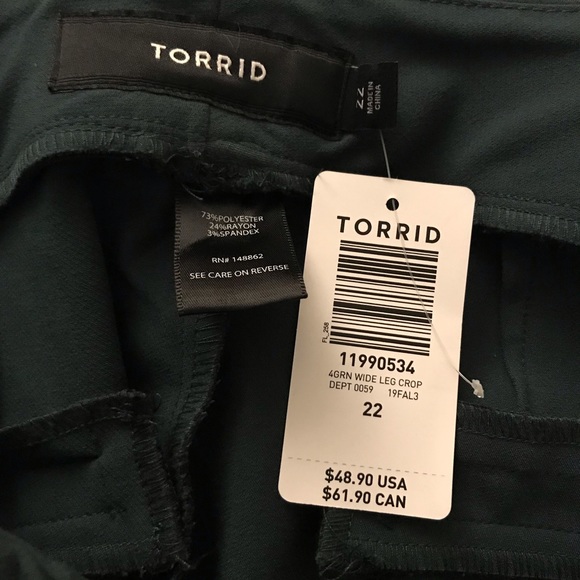 TORRID
22
MADE IN
CHINA
73%POLYESTER
24%RAYON
3%SPANDEX
RN# 148862
SEE CARE ON REVERSE
TORRID
FL_258
11990534
4GRN WIDE LEG CROP
DEPT 0059 19FAL3
22
$48.90 USA
$61.90 CAN